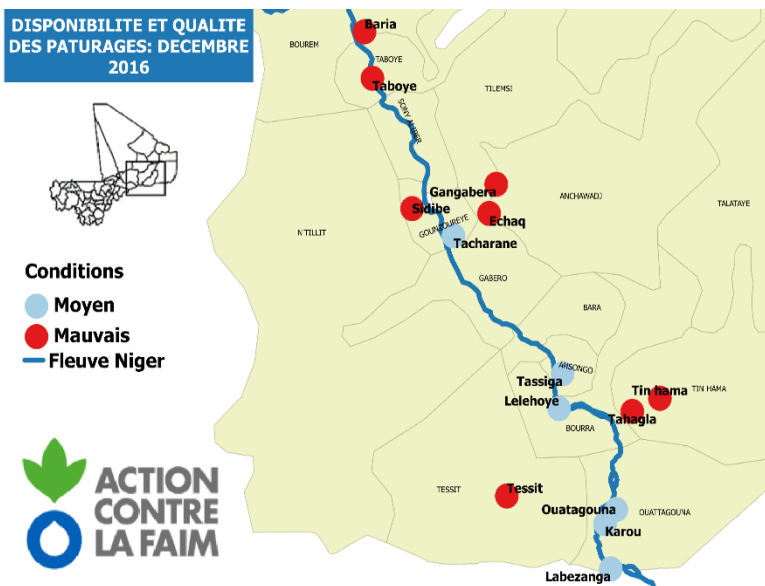 DISPONIBILITE ET QUALITE
DES PATURAGES: DECEMBRE
2016
Conditions
Moyen
Mauvais
Fleuve Niger
ACTION
CONTRE
LA FAIM
Baria
BOUREM
TABOYE
Taboye
TILEMSI
SONY ALIBER
Gangabera
ANCHAWADJ
TALATAYE
Sidibe
Echaq
N'TILLIT
GOUNZOUREYE
Tacharane
GABERO
BARA
ANSONGO
Tassiga
Tin hama
TIN HAMA
Lelehoye
Tahagla
BOURRA
TESSIT
Tessit
Ouatagouna
OUATTAGOUNA
Karou
Labezanga